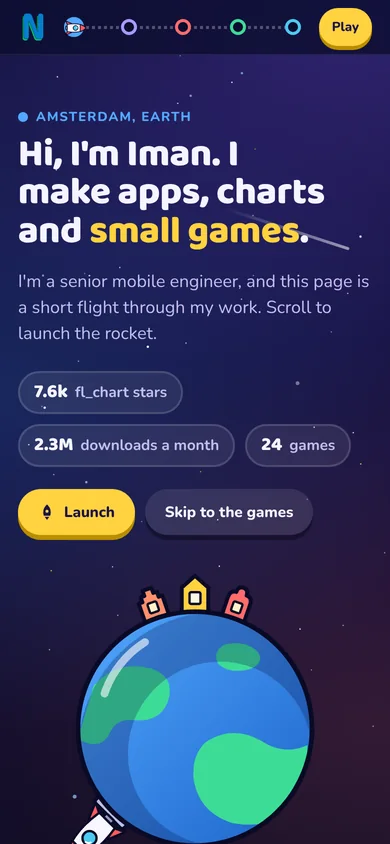 N
Play
AMSTERDAM, EARTH
Hi, I'm Iman. I
make apps, charts
and small games.
I'm a senior mobile engineer, and this page is
a short flight through my work. Scroll to
launch the rocket.
7.6k fl_chart stars
2.3M downloads a month
24 games
Launch
Skip to the games